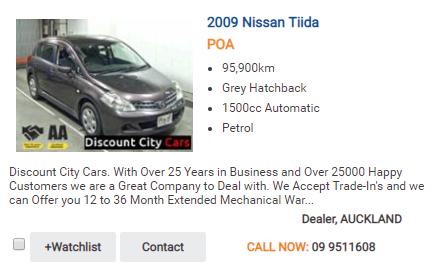 2009 Nissan Tiida
POA
95,900km
Grey Hatchback
1500cc Automatic
Petrol
AA
Discount City Cars
Discount City Cars. With Over 25 Years in Business and Over 25000 Happy
Customers we are a Great Company to Deal with. We Accept Trade-In's and we
can Offer you 12 to 36 Month Extended Mechanical War...
Dealer, AUCKLAND
+Watchlist
Contact
CALL NOW: 09 9511608